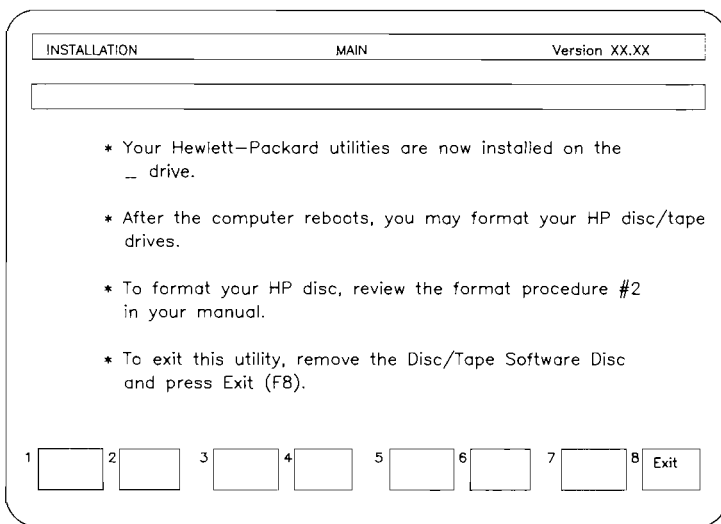 INSTALLATION MAIN Version XX.XX
* Your Hewlett-Packard utilities are now installed on the
_ drive.
* After the computer reboots, you may format your HP disc/tape
drives.
* To format your HP disc, review the format procedure #2
in your manual.
* To exit this utility, remove the Disc/Tape Software Disc
and press Exit (F8).
1 2 3 4 5 6 7 8 Exit